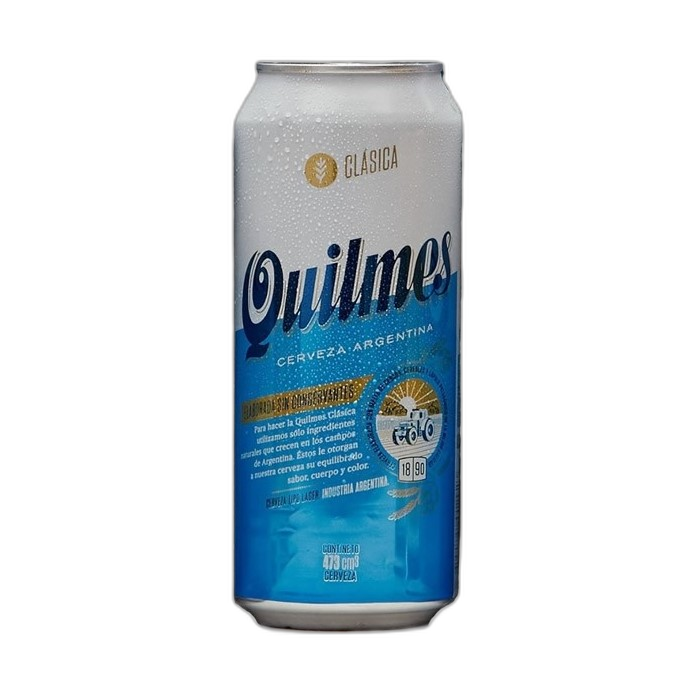 CLÁSICA
Quilmes
CERVEZA ARGENTINA
ELABORADA SIN CONSERVANTES
Para hacer la Quilmes Clásica
utilizamos sólo ingredientes
naturales que crecen en los campos
de Argentina. Éstos le otorgan
a nuestra cerveza su equilibrado
sabor, cuerpo y color.
CERVEZA TIPO LAGER INDUSTRIA ARGENTINA
18 90
CONT. NETO
473 cm3
CERVEZA